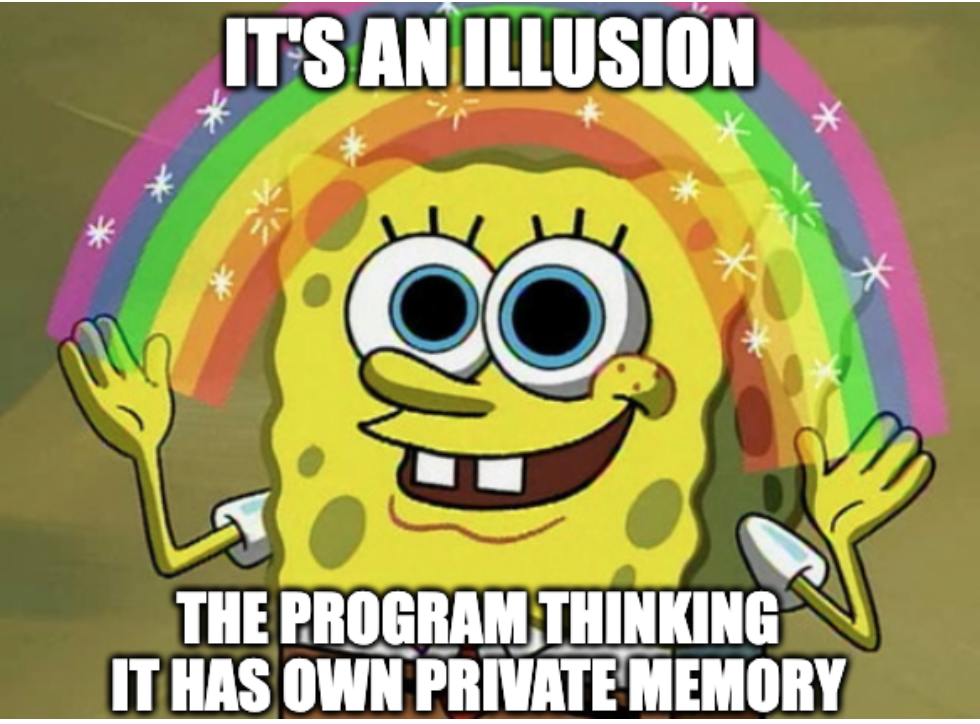 IT'S AN ILLUSION
THE PROGRAM THINKING
IT HAS OWN PRIVATE MEMORY